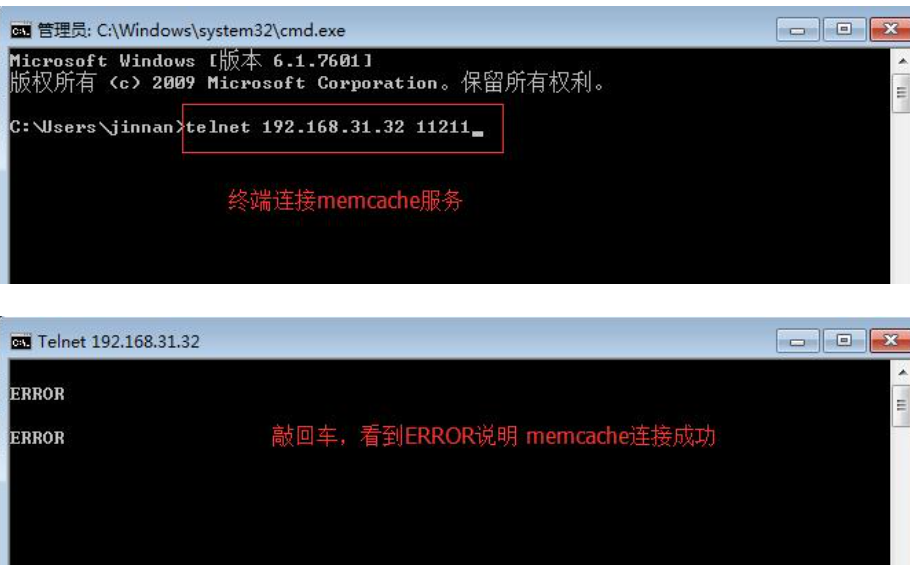 管理员: C:\Windows\system32\cmd.exe
Microsoft Windows [版本 6.1.7601]
版权所有 (c) 2009 Microsoft Corporation。保留所有权利。
C:\Users\jinnan>telnet 192.168.31.32 11211_
终端连接memcache服务
Telnet 192.168.31.32
ERROR
ERROR
敲回车，看到ERROR说明 memcache连接成功